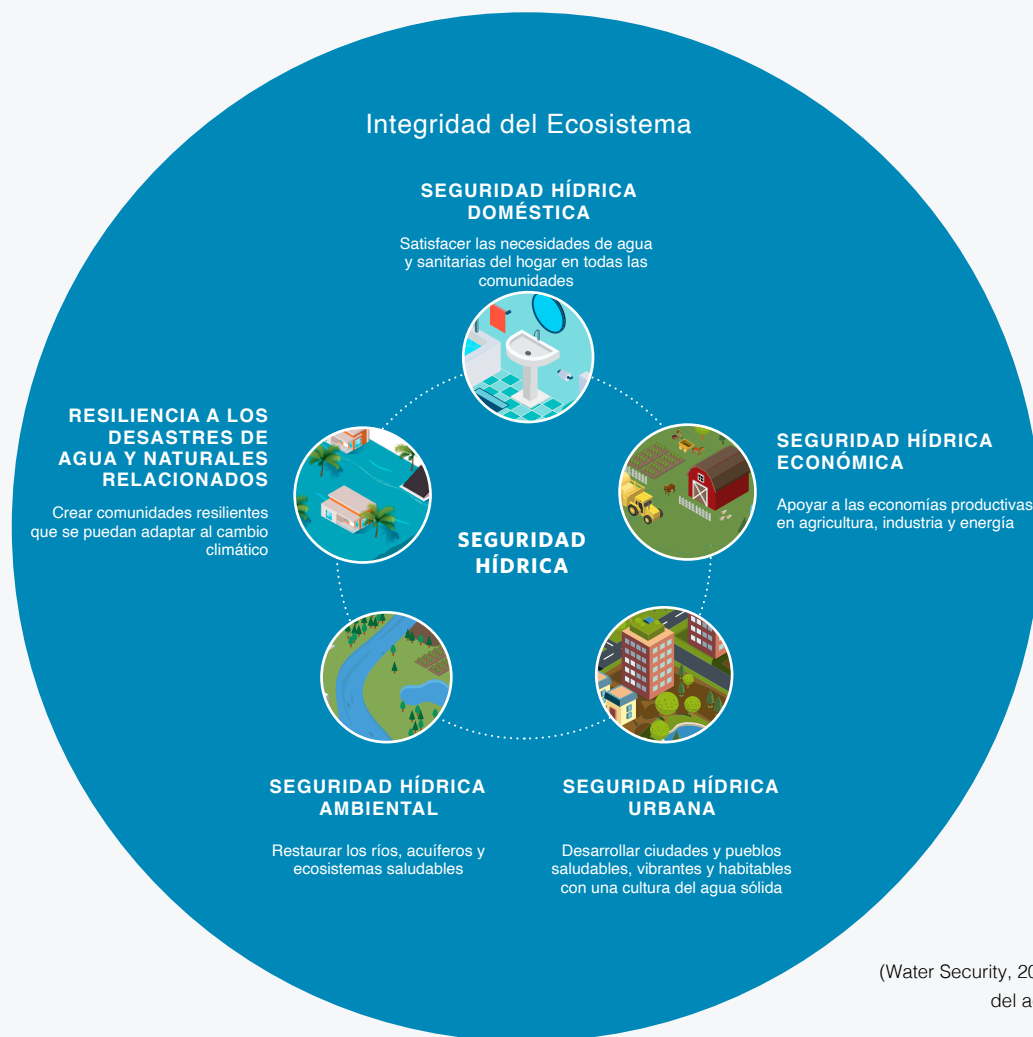 Integridad del Ecosistema
SEGURIDAD HÍDRICA
DOMÉSTICA
Satisfacer las necesidades de agua
y sanitarias del hogar en todas las
comunidades
RESILIENCIA A LOS
DESASTRES DE
AGUA Y NATURALES
RELACIONADOS
Crear comunidades resilientes
que se puedan adaptar al cambio
climático
SEGURIDAD HÍDRICA
ECONÓMICA
Apoyar a las economías productivas
en agricultura, industria y energía
SEGURIDAD
HÍDRICA
SEGURIDAD HÍDRICA
AMBIENTAL
Restaurar los ríos, acuíferos y
ecosistemas saludables
SEGURIDAD HÍDRICA
URBANA
Desarrollar ciudades y pueblos
saludables, vibrantes y habitables
con una cultura del agua sólida
(Water Security,
del